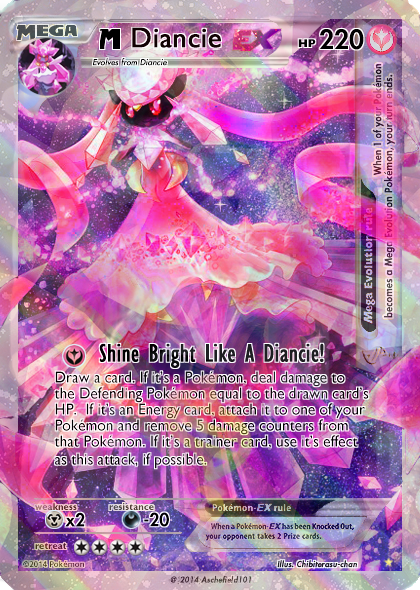 MEGA
M Diancie EX HP 220
Evolves from Diancie
Mega Evolution rule
When 1 of your Pokémon
becomes a Mega Evolution Pokémon, your turn ends.
Shine Bright Like A Diancie!
Draw a card. If it's a Pokémon, deal damage to
the Defending Pokémon equal to the drawn card's
HP. If it's an Energy card, attach it to one of your
Pokémon and remove 5 damage counters from
that Pokémon. If it's a trainer card, use it's effect
as this attack, if possible.
weakness resistance
x2 -20
retreat
Pokémon-EX rule
When a Pokémon-EX has been Knocked Out,
your opponent takes 2 Prize cards.
©2014 Pokémon
Illus. Chibitorasu-chan
@ 2014 Aschefield101